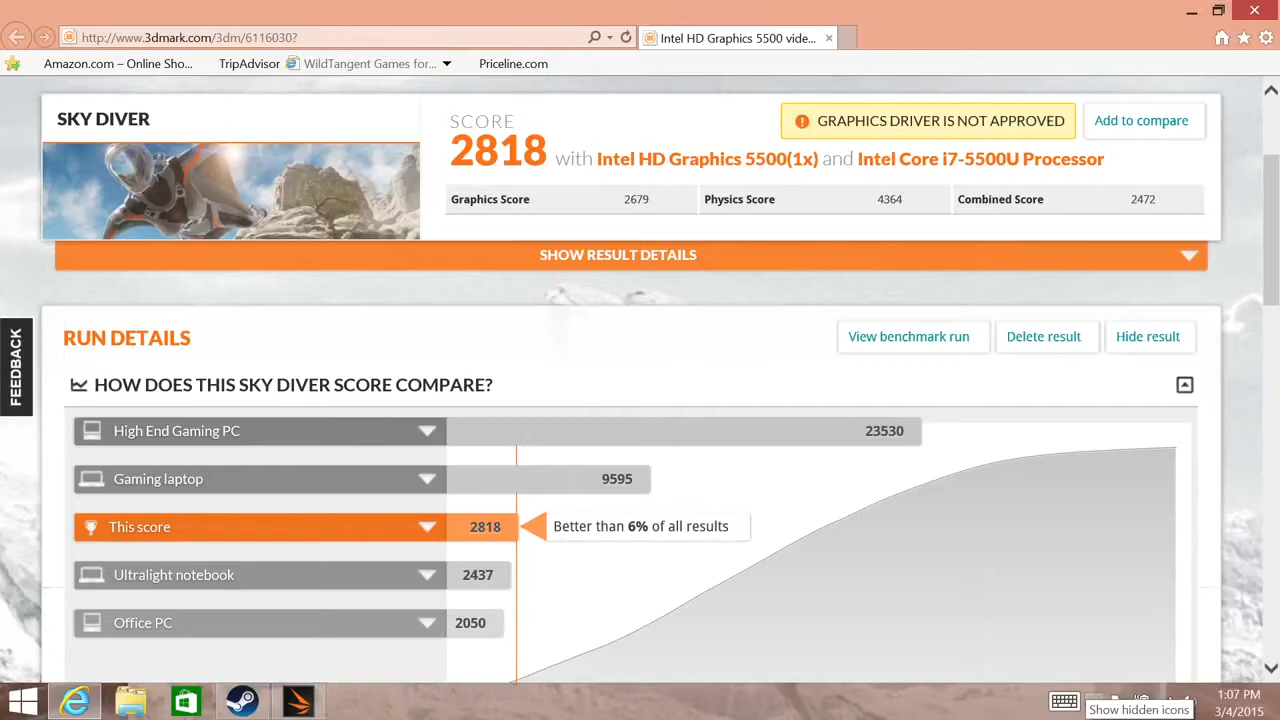 http://www.3dmark.com/3dm/6116030?
Intel HD Graphics 5500 vide...
Amazon.com – Online Sho...
TripAdvisor
WildTangent Games for...
Priceline.com
SKY DIVER
SCORE
GRAPHICS DRIVER IS NOT APPROVED
Add to compare
2818 with Intel HD Graphics 5500(1x) and Intel Core i7-5500U Processor
Graphics Score 2679
Physics Score 4364
Combined Score 2472
SHOW RESULT DETAILS
FEEDBACK
RUN DETAILS
View benchmark run
Delete result
Hide result
HOW DOES THIS SKY DIVER SCORE COMPARE?
High End Gaming PC 23530
Gaming laptop 9595
This score 2818
Better than 6% of all results
Ultralight notebook 2437
Office PC 2050
1:07 PM
Show hidden icons
3/4/2015